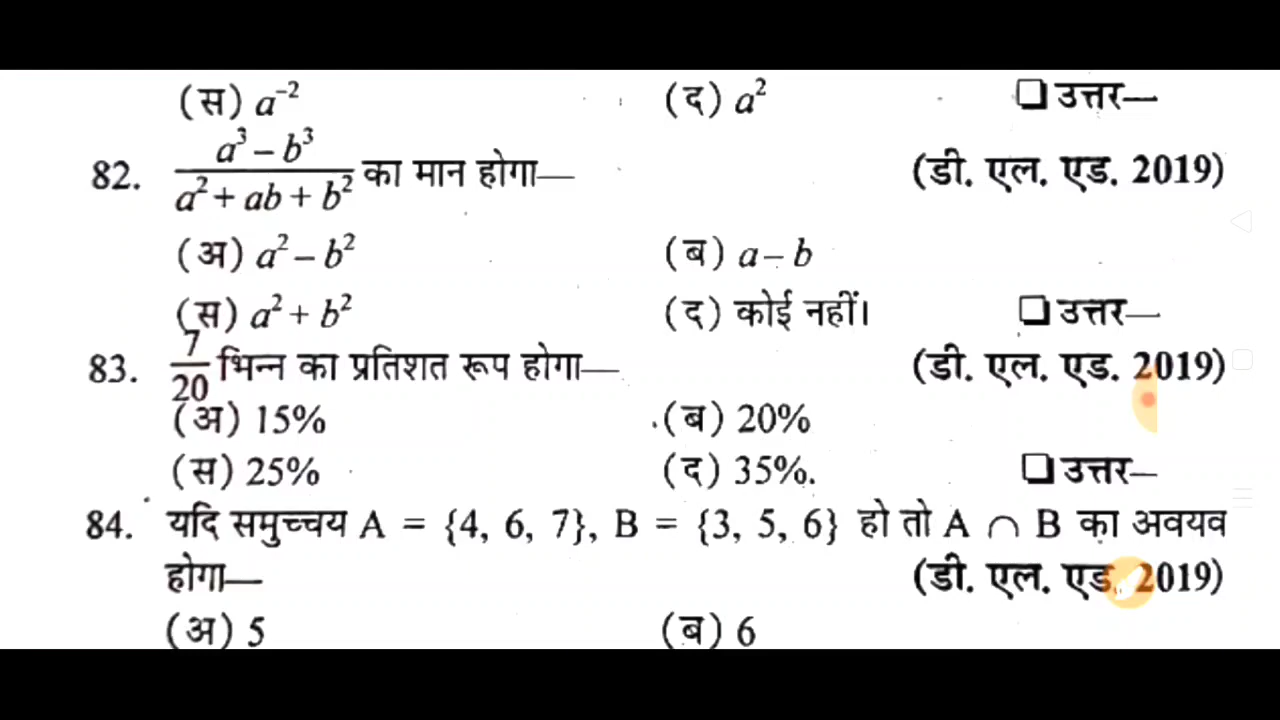 (स) a⁻² (द) a² ❑ उत्तर—
82. (a³ – b³)/(a² + ab + b²) का मान होगा— (डी. एल. एड. 2019)
(अ) a² – b² (ब) a – b
(स) a² + b² (द) कोई नहीं। ❑ उत्तर—
83. 7/20 भिन्न का प्रतिशत रूप होगा— (डी. एल. एड. 2019)
(अ) 15% (ब) 20%
(स) 25% (द) 35%. ❑ उत्तर—
84. यदि समुच्चय A = {4, 6, 7}, B = {3, 5, 6} हो तो A ∩ B का अवयव
होगा— (डी. एल. एड. 2019)
(अ) 5 (ब) 6